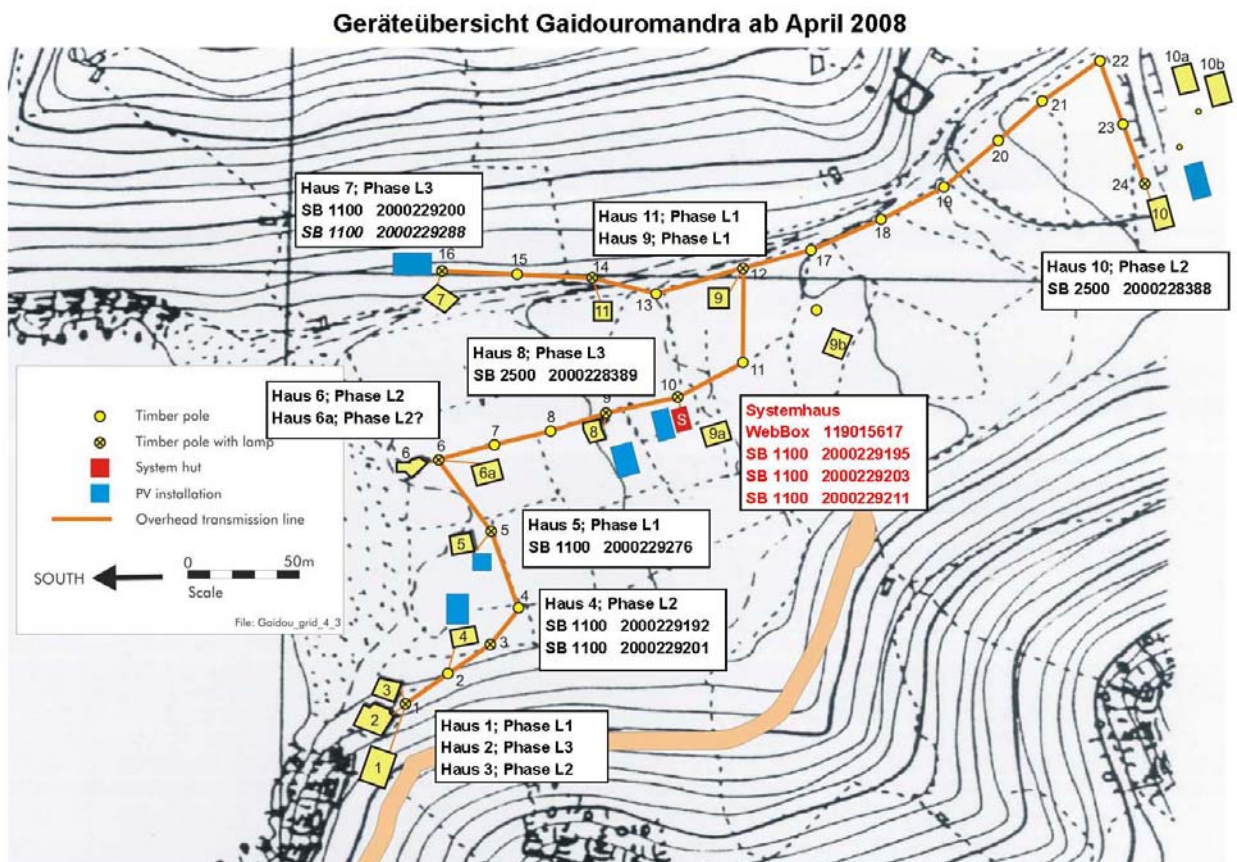 Geräteübersicht Gaidouromandra ab April 2008
22
10a
10b
21
23
20
24
19
10
18
Haus 7; Phase L3
SB 1100 2000229200
SB 1100 2000229288
Haus 11; Phase L1
Haus 9; Phase L1
16
15
14
12
17
7
11
13
9
Haus 10; Phase L2
SB 2500 2000228388
9b
Haus 8; Phase L3
SB 2500 2000228389
11
10
Haus 6; Phase L2
Haus 6a; Phase L2?
9
8
7
8
S
9a
6
6
6a
Systemhaus
WebBox 119015617
SB 1100 2000229195
SB 1100 2000229203
SB 1100 2000229211
Timber pole
Timber pole with lamp
System hut
PV installation
Overhead transmission line
SOUTH
0
50m
Scale
File: Gaidou_grid_4_3
5
5
Haus 5; Phase L1
SB 1100 2000229276
4
4
3
Haus 4; Phase L2
SB 1100 2000229192
SB 1100 2000229201
2
3
1
2
1
Haus 1; Phase L1
Haus 2; Phase L3
Haus 3; Phase L2